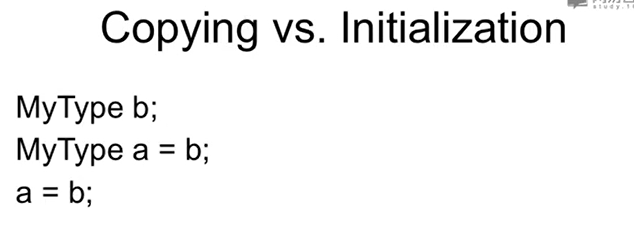 Copying vs. Initialization
MyType b;
MyType a = b;
a = b;